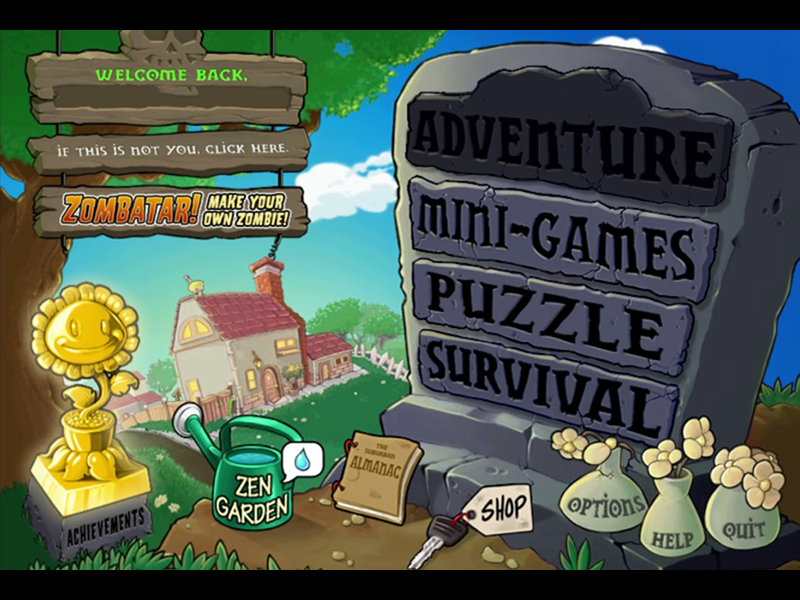 WELCOME BACK,
IF THIS IS NOT YOU, CLICK HERE.
ZOMBATAR! MAKE YOUR
OWN ZOMBIE!
ADVENTURE
MINI-GAMES
PUZZLE
SURVIVAL
ACHIEVEMENTS
ZEN
GARDEN
THE
SUBURBAN
ALMANAC
SHOP
OPTIONS
HELP
QUIT